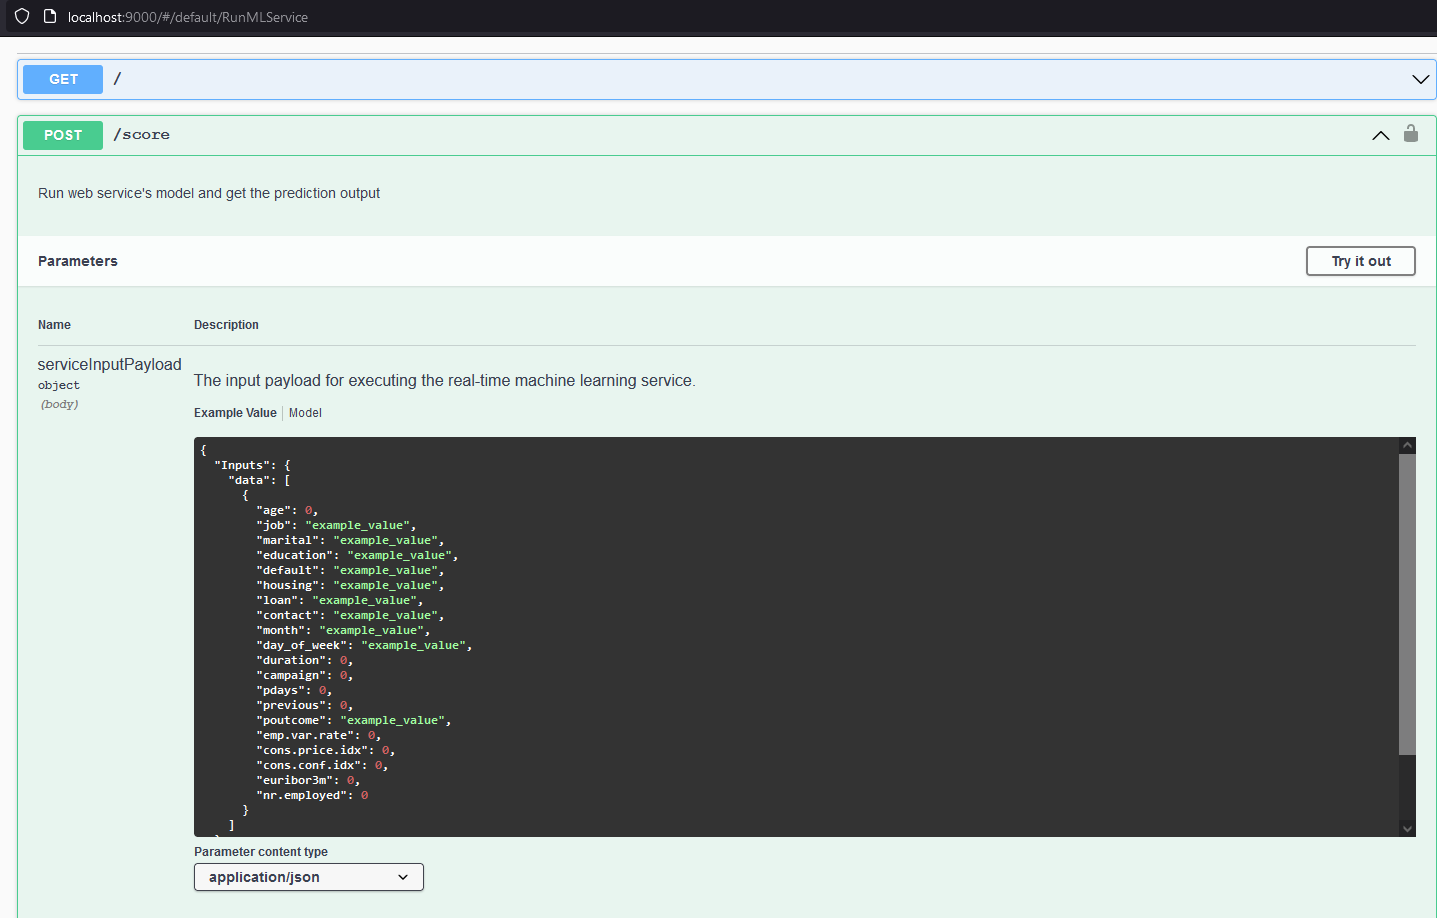 localhost:9000/#/default/RunMLService
GET /
POST /score
Run web service's model and get the prediction output
Parameters
Try it out
Name Description
serviceInputPayload
object
(body)
The input payload for executing the real-time machine learning service.
Example Value Model
{
"Inputs": {
"data": [
{
"age": 0,
"job": "example_value",
"marital": "example_value",
"education": "example_value",
"default": "example_value",
"housing": "example_value",
"loan": "example_value",
"contact": "example_value",
"month": "example_value",
"day_of_week": "example_value",
"duration": 0,
"campaign": 0,
"pdays": 0,
"previous": 0,
"poutcome": "example_value",
"emp.var.rate": 0,
"cons.price.idx": 0,
"cons.conf.idx": 0,
"euribor3m": 0,
"nr.employed": 0
}
]
Parameter content type
application/json